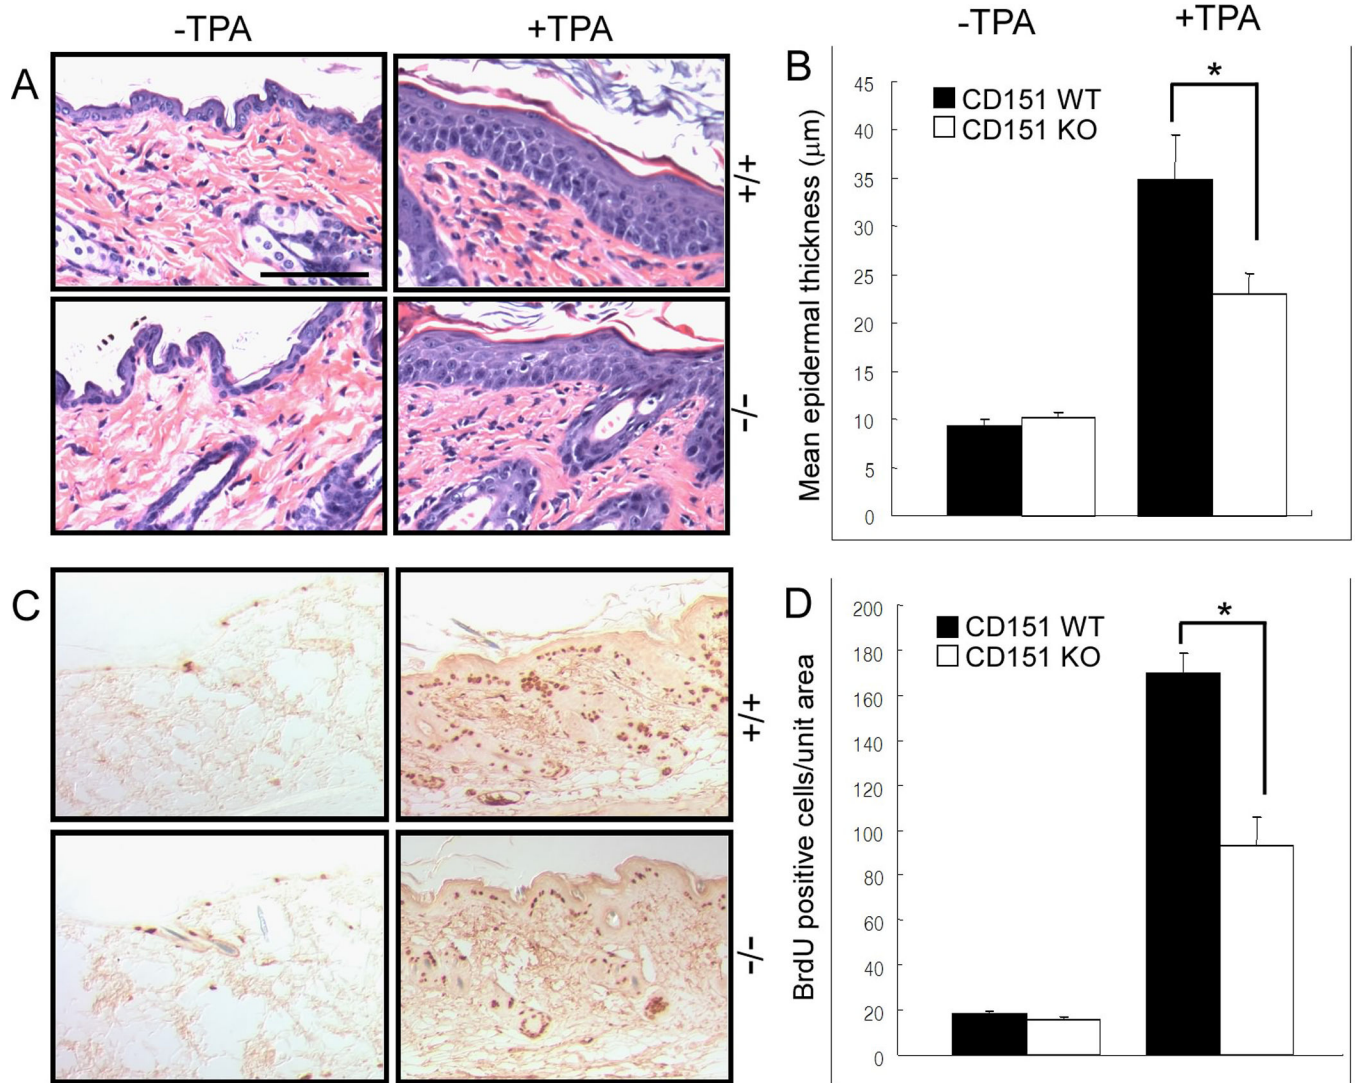 -TPA
+TPA
A
+/+
-/-
-TPA
+TPA
B
*
CD151 WT
CD151 KO
Mean epidermal thickness (μm)
45
40
35
30
25
20
15
10
5
0
C
+/+
-/-
D
*
CD151 WT
CD151 KO
BrdU positive cells/unit area
200
180
160
140
120
100
80
60
40
20
0